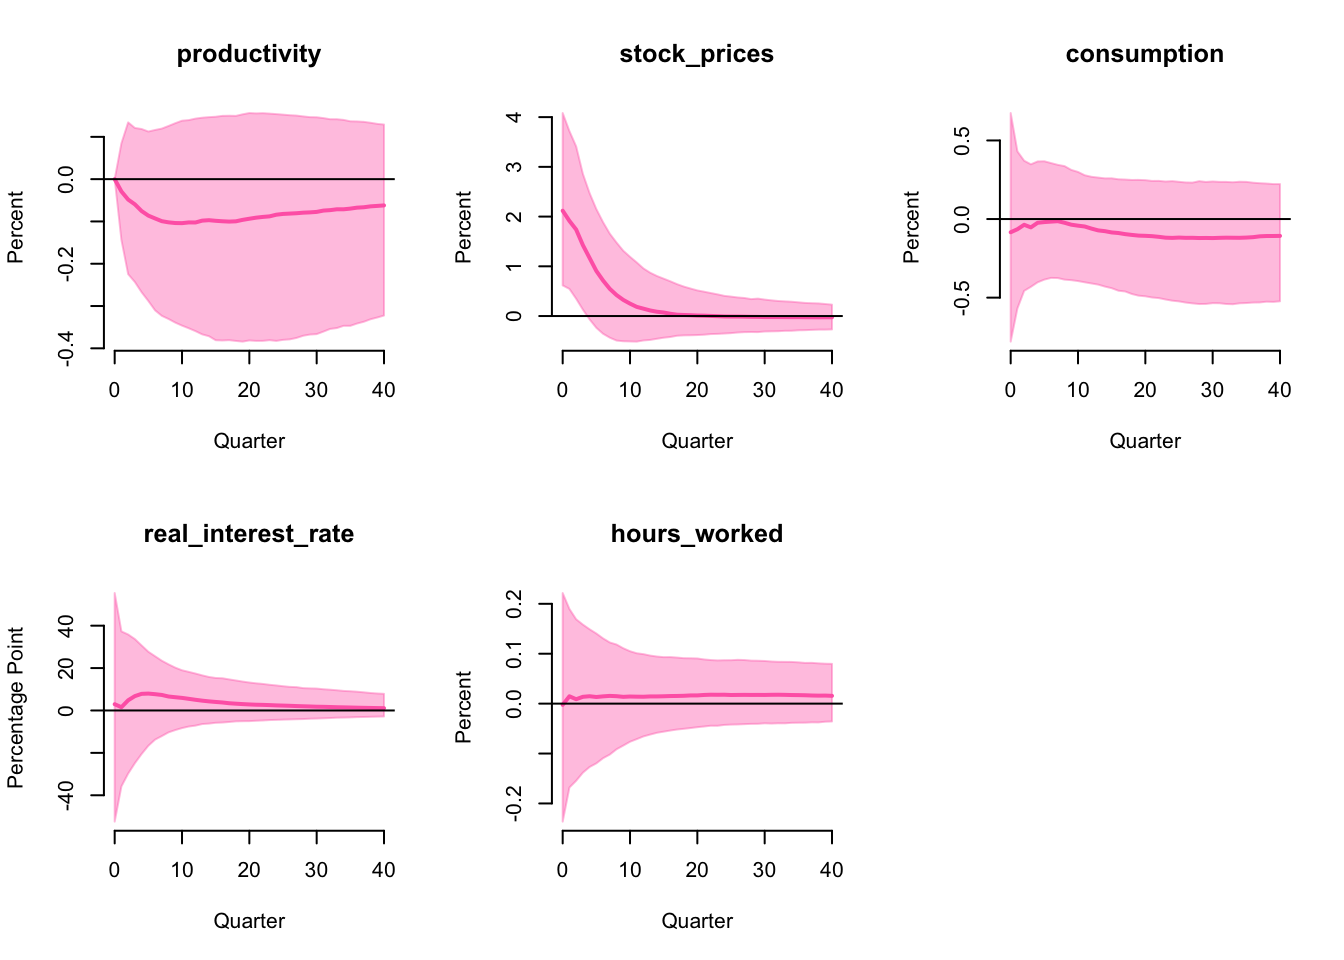 productivity
Percent
0.0
-0.2
-0.4
0 10 20 30 40
Quarter
stock_prices
Percent
4
3
2
1
0
0 10 20 30 40
Quarter
consumption
Percent
0.5
0.0
-0.5
0 10 20 30 40
Quarter
real_interest_rate
Percentage Point
40
20
0
-40
0 10 20 30 40
Quarter
hours_worked
Percent
0.2
0.1
0.0
-0.2
0 10 20 30 40
Quarter